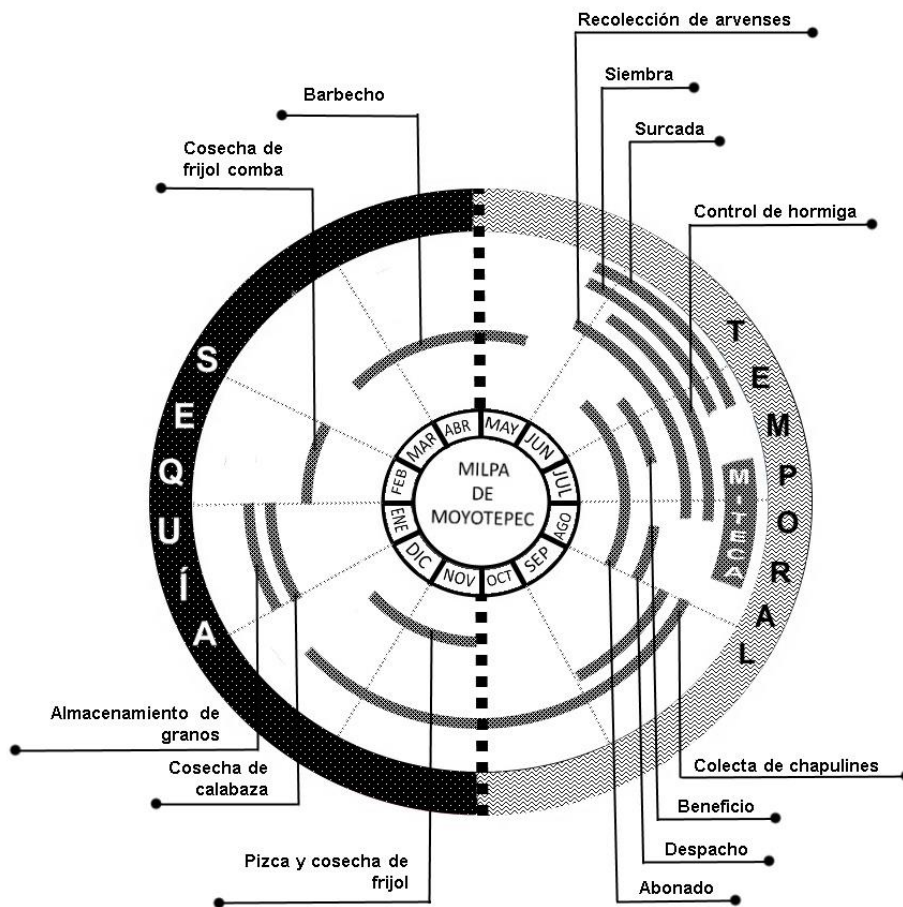 Recolección de arvenses
Siembra
Barbecho
Surcada
Cosecha de
frijol comba
Control de hormiga
SEQUÍA
TEMPORAL
MITECA
ABR
MAY
MAR
JUN
FEB
JUL
MILPA
DE
MOYOTEPEC
ENE
AGO
DIC
SEP
NOV
OCT
Almacenamiento de
granos
Cosecha de
calabaza
Pizca y cosecha de
frijol
Colecta de chapulines
Beneficio
Despacho
Abonado